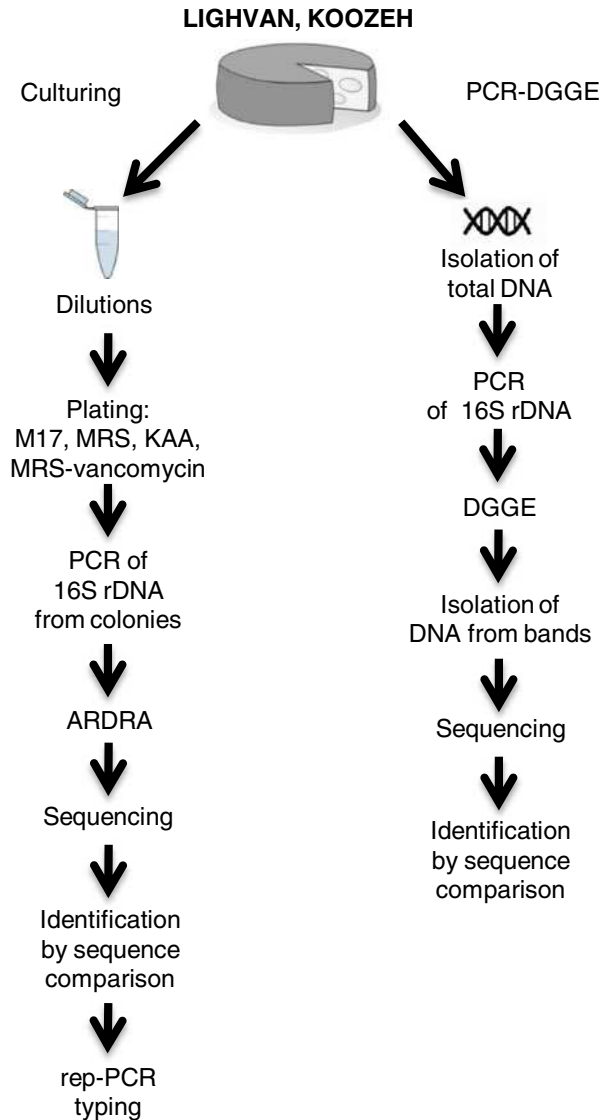 LIGHVAN, KOOZEH
Culturing
PCR-DGGE
Dilutions
Plating:
M17, MRS, KAA,
MRS-vancomycin
PCR of
16S rDNA
from colonies
ARDRA
Sequencing
Identification
by sequence
comparison
rep-PCR
typing
Isolation of
total DNA
PCR
of 16S rDNA
DGGE
Isolation of
DNA from bands
Sequencing
Identification
by sequence
comparison